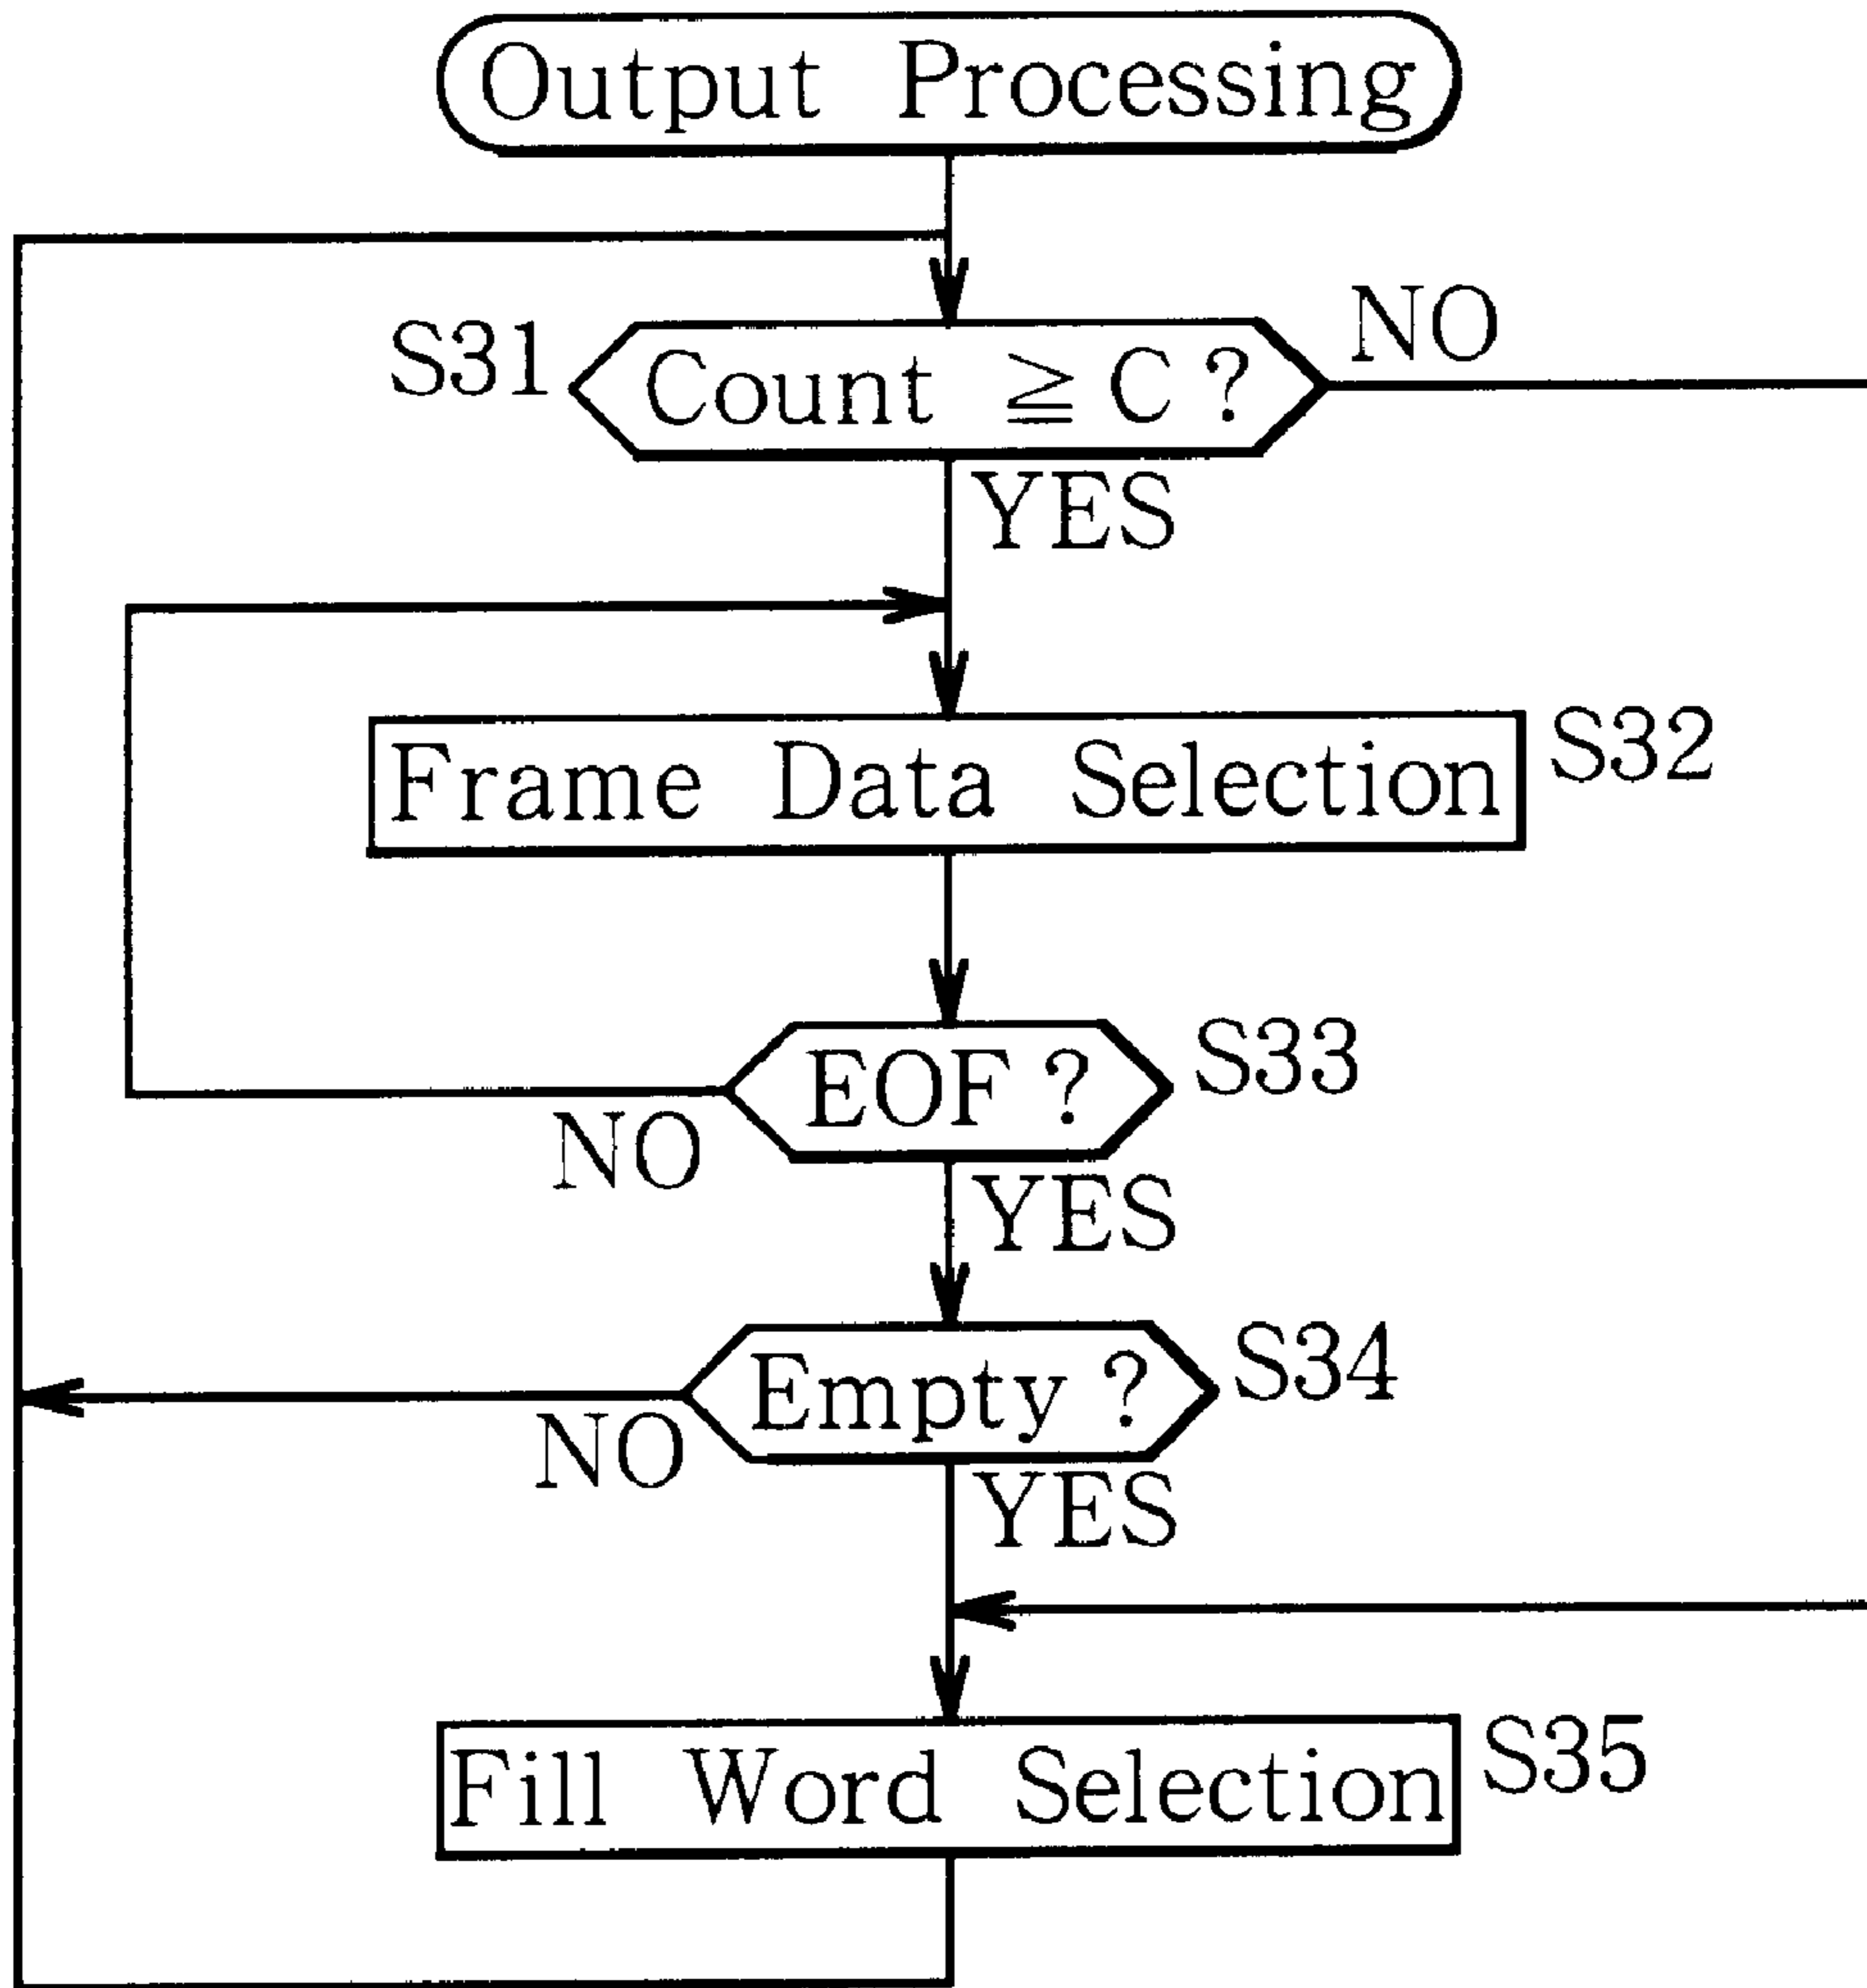 Output Processing
S31
Count ≧ C ?
NO
YES
Frame Data Selection
S32
EOF ?
S33
NO
YES
Empty ?
S34
NO
YES
Fill Word Selection
S35